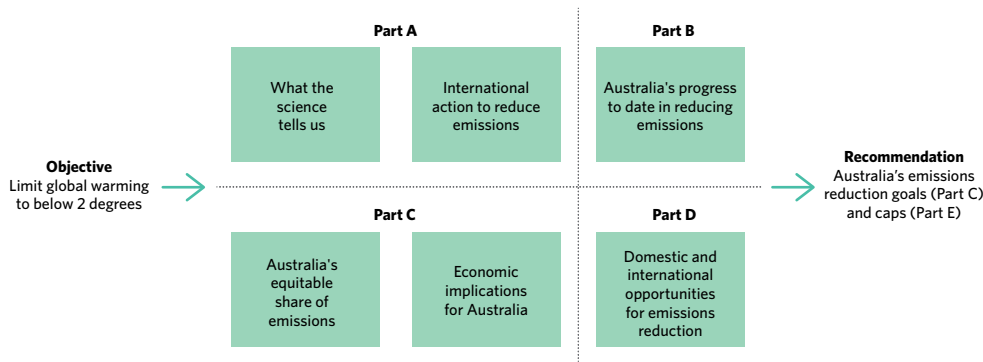 Part A
Part B
What the
science
tells us
International
action to reduce
emissions
Australia's progress
to date in reducing
emissions
Objective
Limit global warming
to below 2 degrees
Recommendation
Australia’s emissions
reduction goals (Part C)
and caps (Part E)
Part C
Part D
Australia's
equitable
share of
emissions
Economic
implications
for Australia
Domestic and
international
opportunities
for emissions
reduction